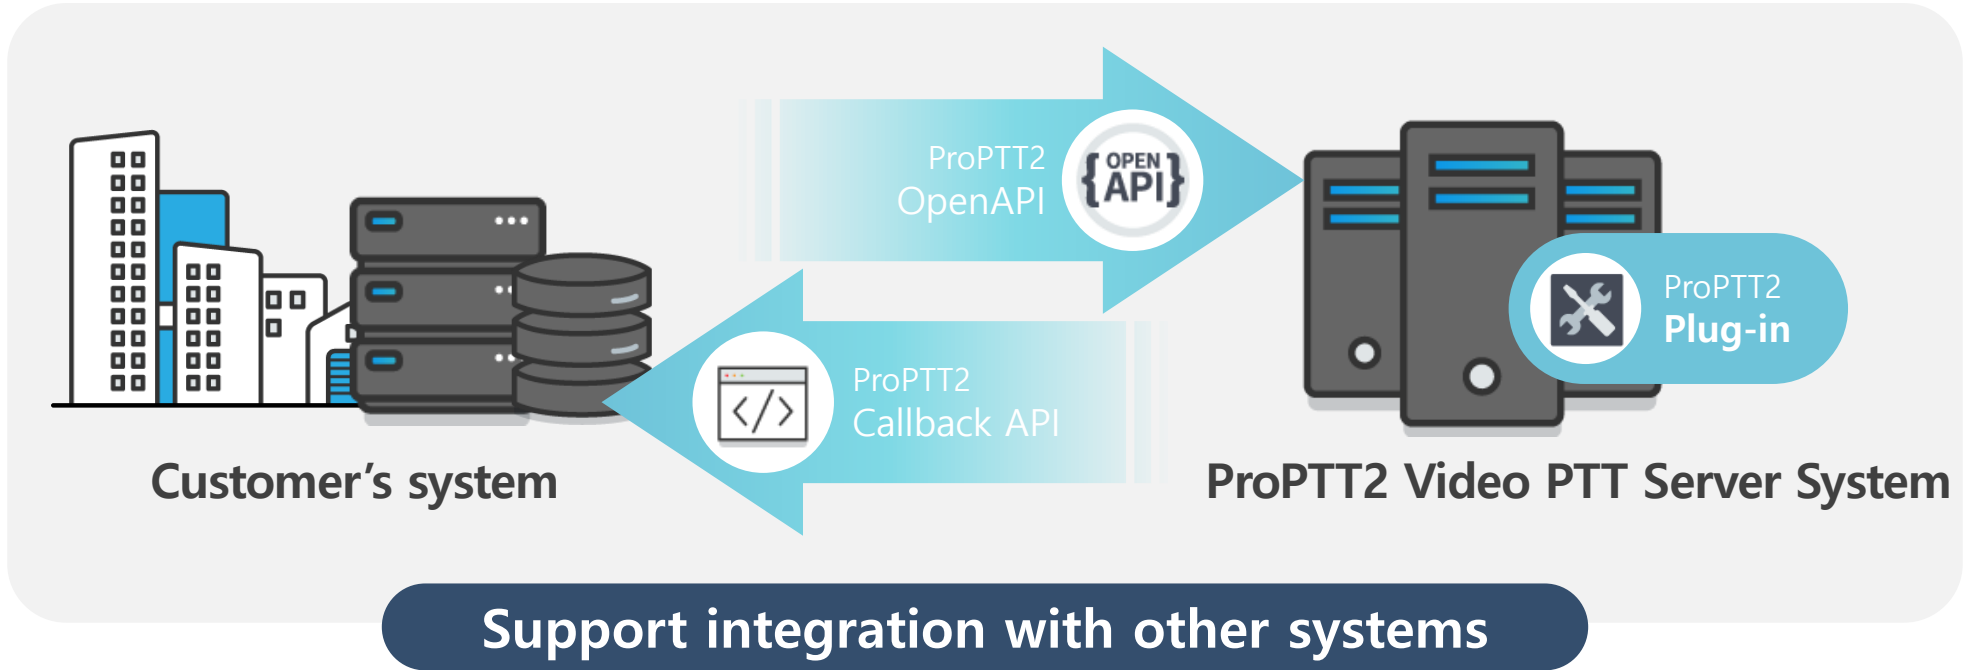 ProPTT2
OpenAPI
OPEN
{API}
ProPTT2
Plug-in
ProPTT2
Callback API
</>
Customer’s system
ProPTT2 Video PTT Server System
Support integration with other systems